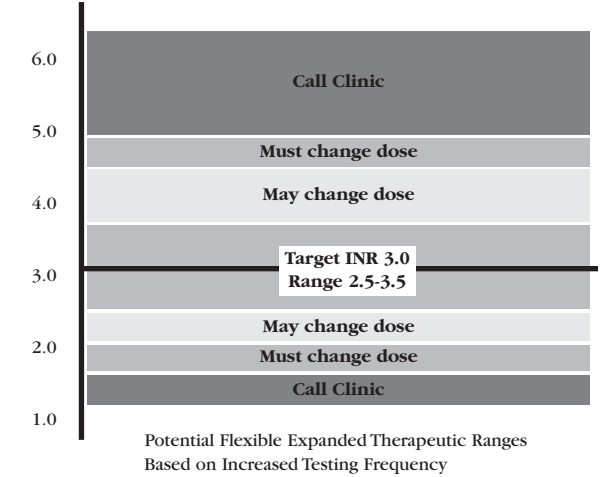 6.0
Call Clinic
5.0
Must change dose
May change dose
4.0
Target INR 3.0
3.0
Range 2.5-3.5
May change dose
2.0
Must change dose
Call Clinic
1.0
Potential Flexible Expanded Therapeutic Ranges
Based on Increased Testing Frequency